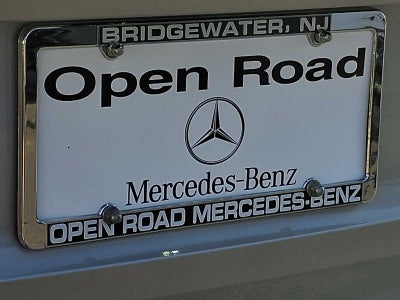 BRIDGEWATER, NJ
Open Road
Mercedes-Benz
OPEN ROAD MERCEDES-BENZ